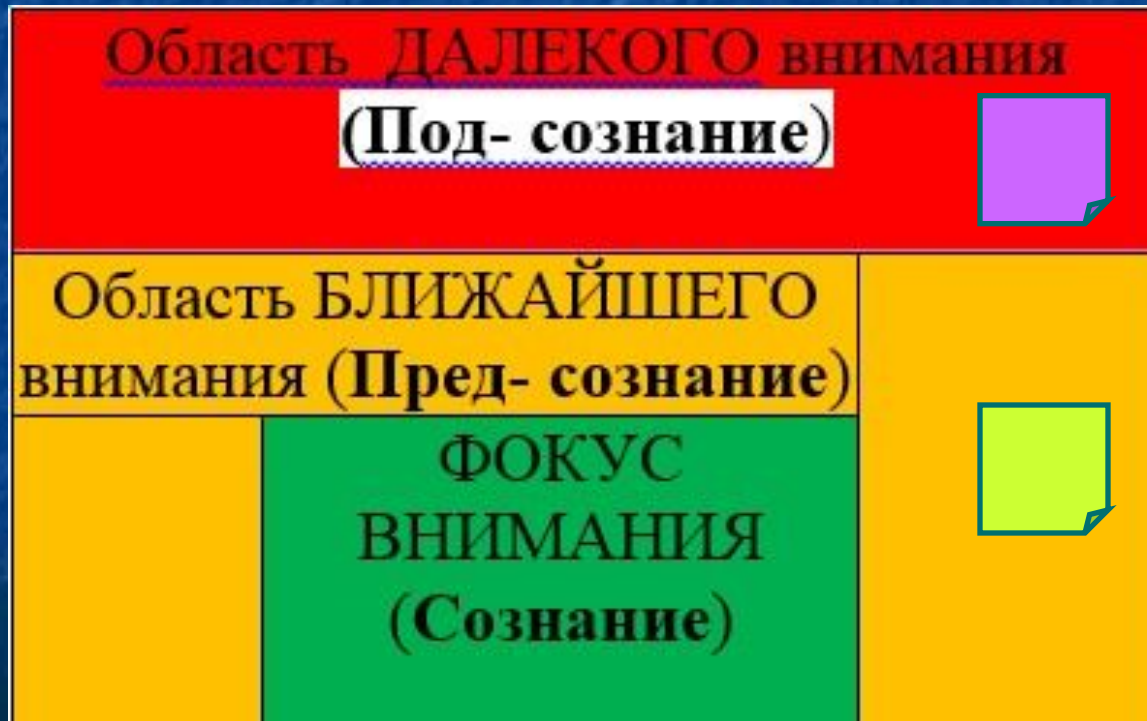 Область ДАЛЕКОГО внимания
(Под- сознание)
Область БЛИЖАЙШЕГО
внимания (Пред- сознание)
ФОКУС
ВНИМАНИЯ
(Сознание)